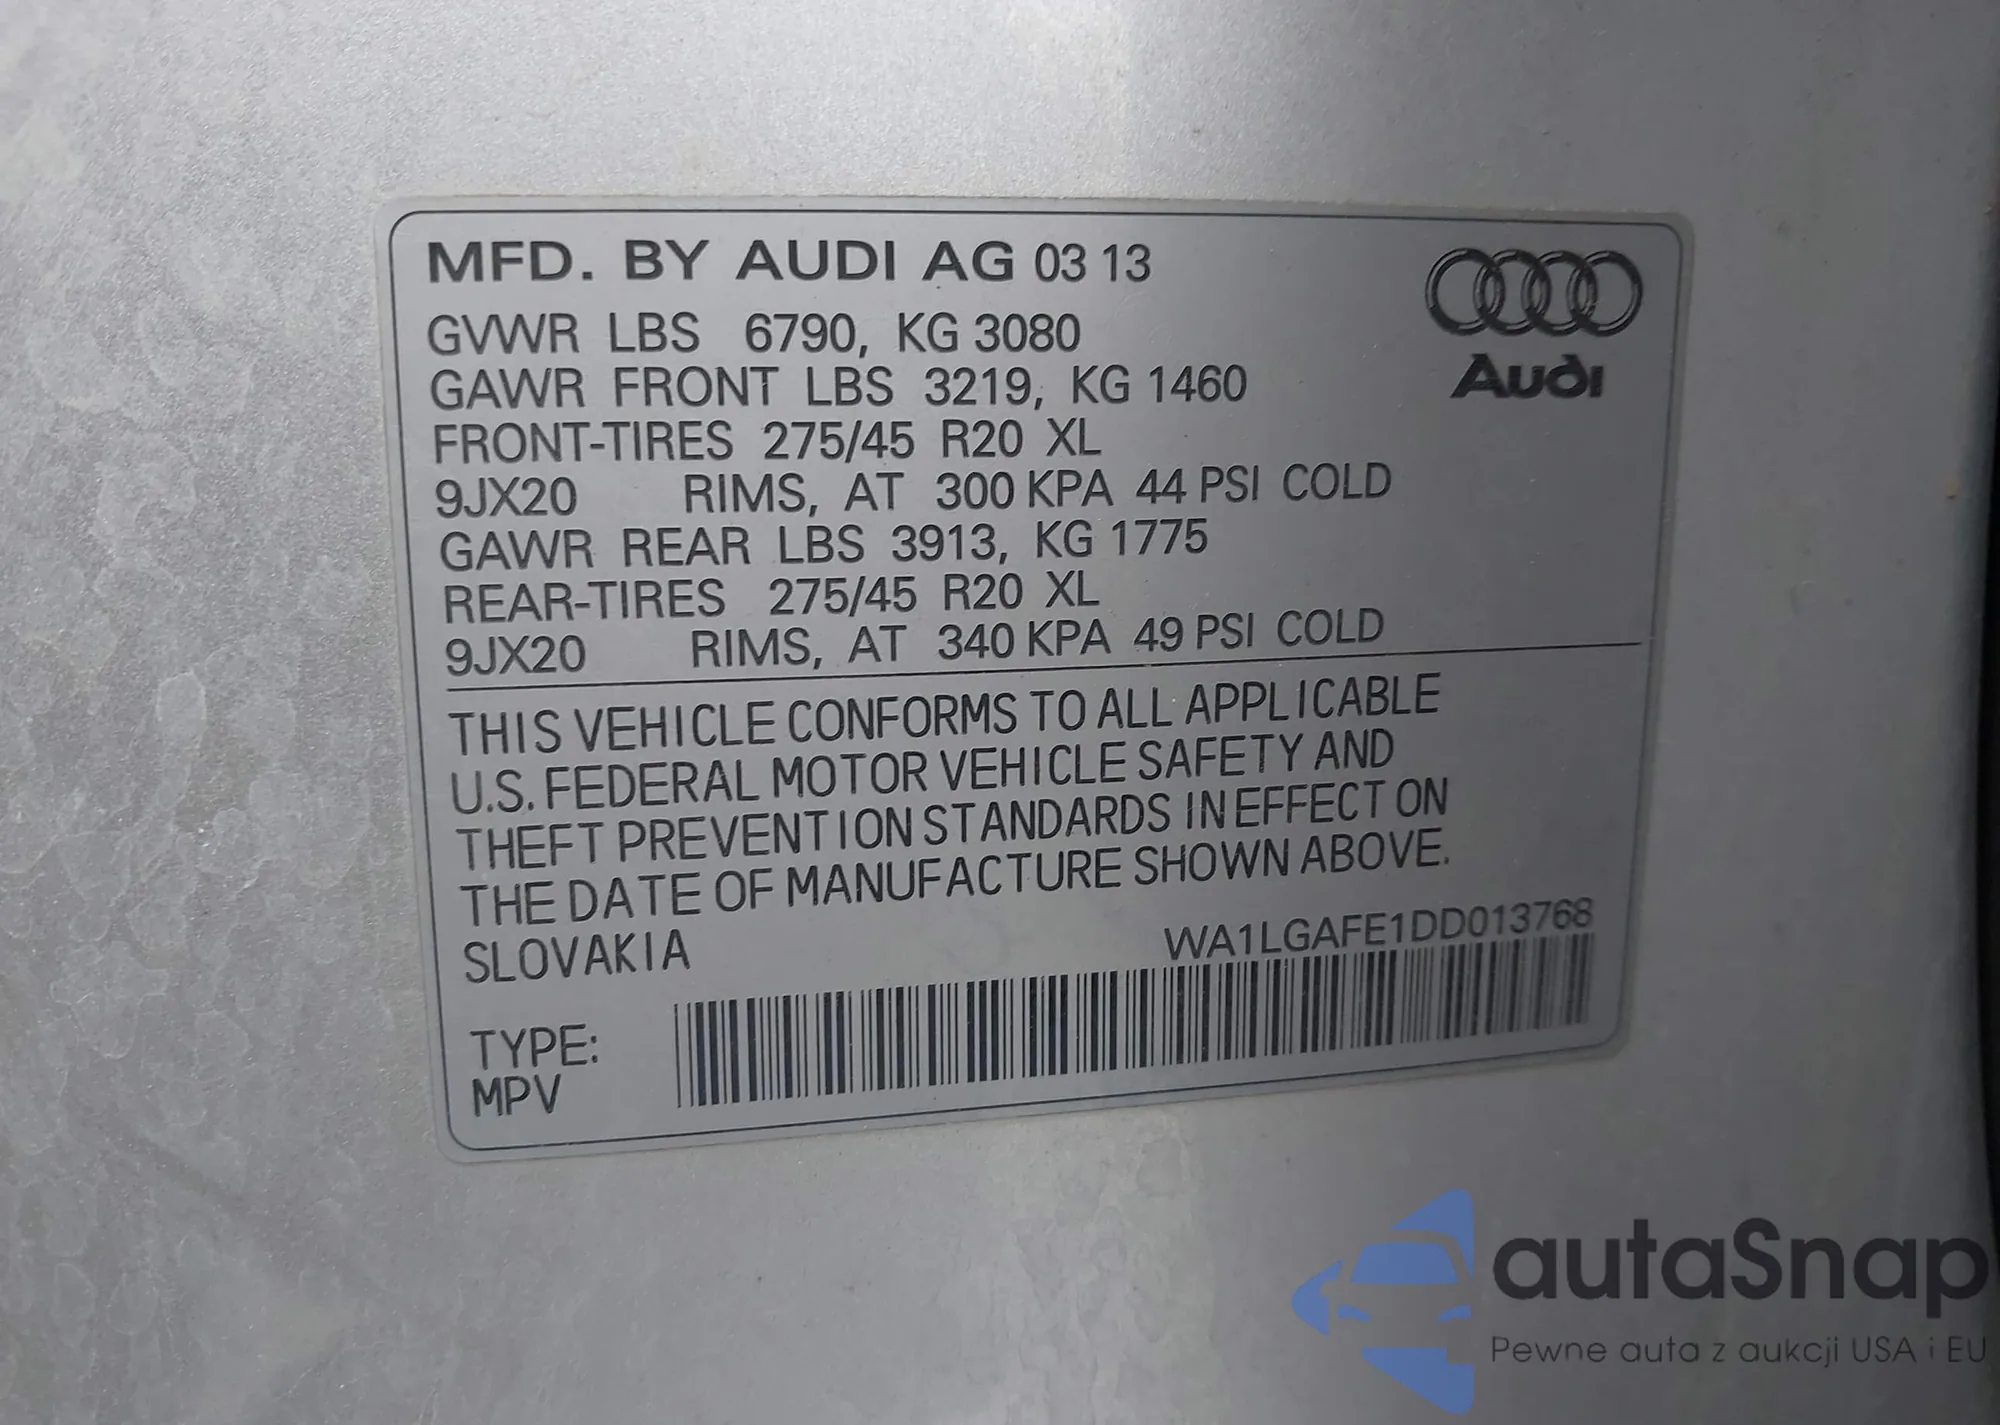 MFD. BY AUDI AG 03 13
Audi
GVWR LBS 6790, KG 3080
GAWR FRONT LBS 3219, KG 1460
FRONT-TIRES 275/45 R20 XL
9JX20 RIMS, AT 300 KPA 44 PSI COLD
GAWR REAR LBS 3913, KG 1775
REAR-TIRES 275/45 R20 XL
9JX20 RIMS, AT 340 KPA 49 PSI COLD
THIS VEHICLE CONFORMS TO ALL APPLICABLE
U.S. FEDERAL MOTOR VEHICLE SAFETY AND
THEFT PREVENTION STANDARDS IN EFFECT ON
THE DATE OF MANUFACTURE SHOWN ABOVE.
SLOVAKIA
WA1LGAFE1DD013768
TYPE:
MPV
autaSnap
Pewne auta z aukcji USA i EU